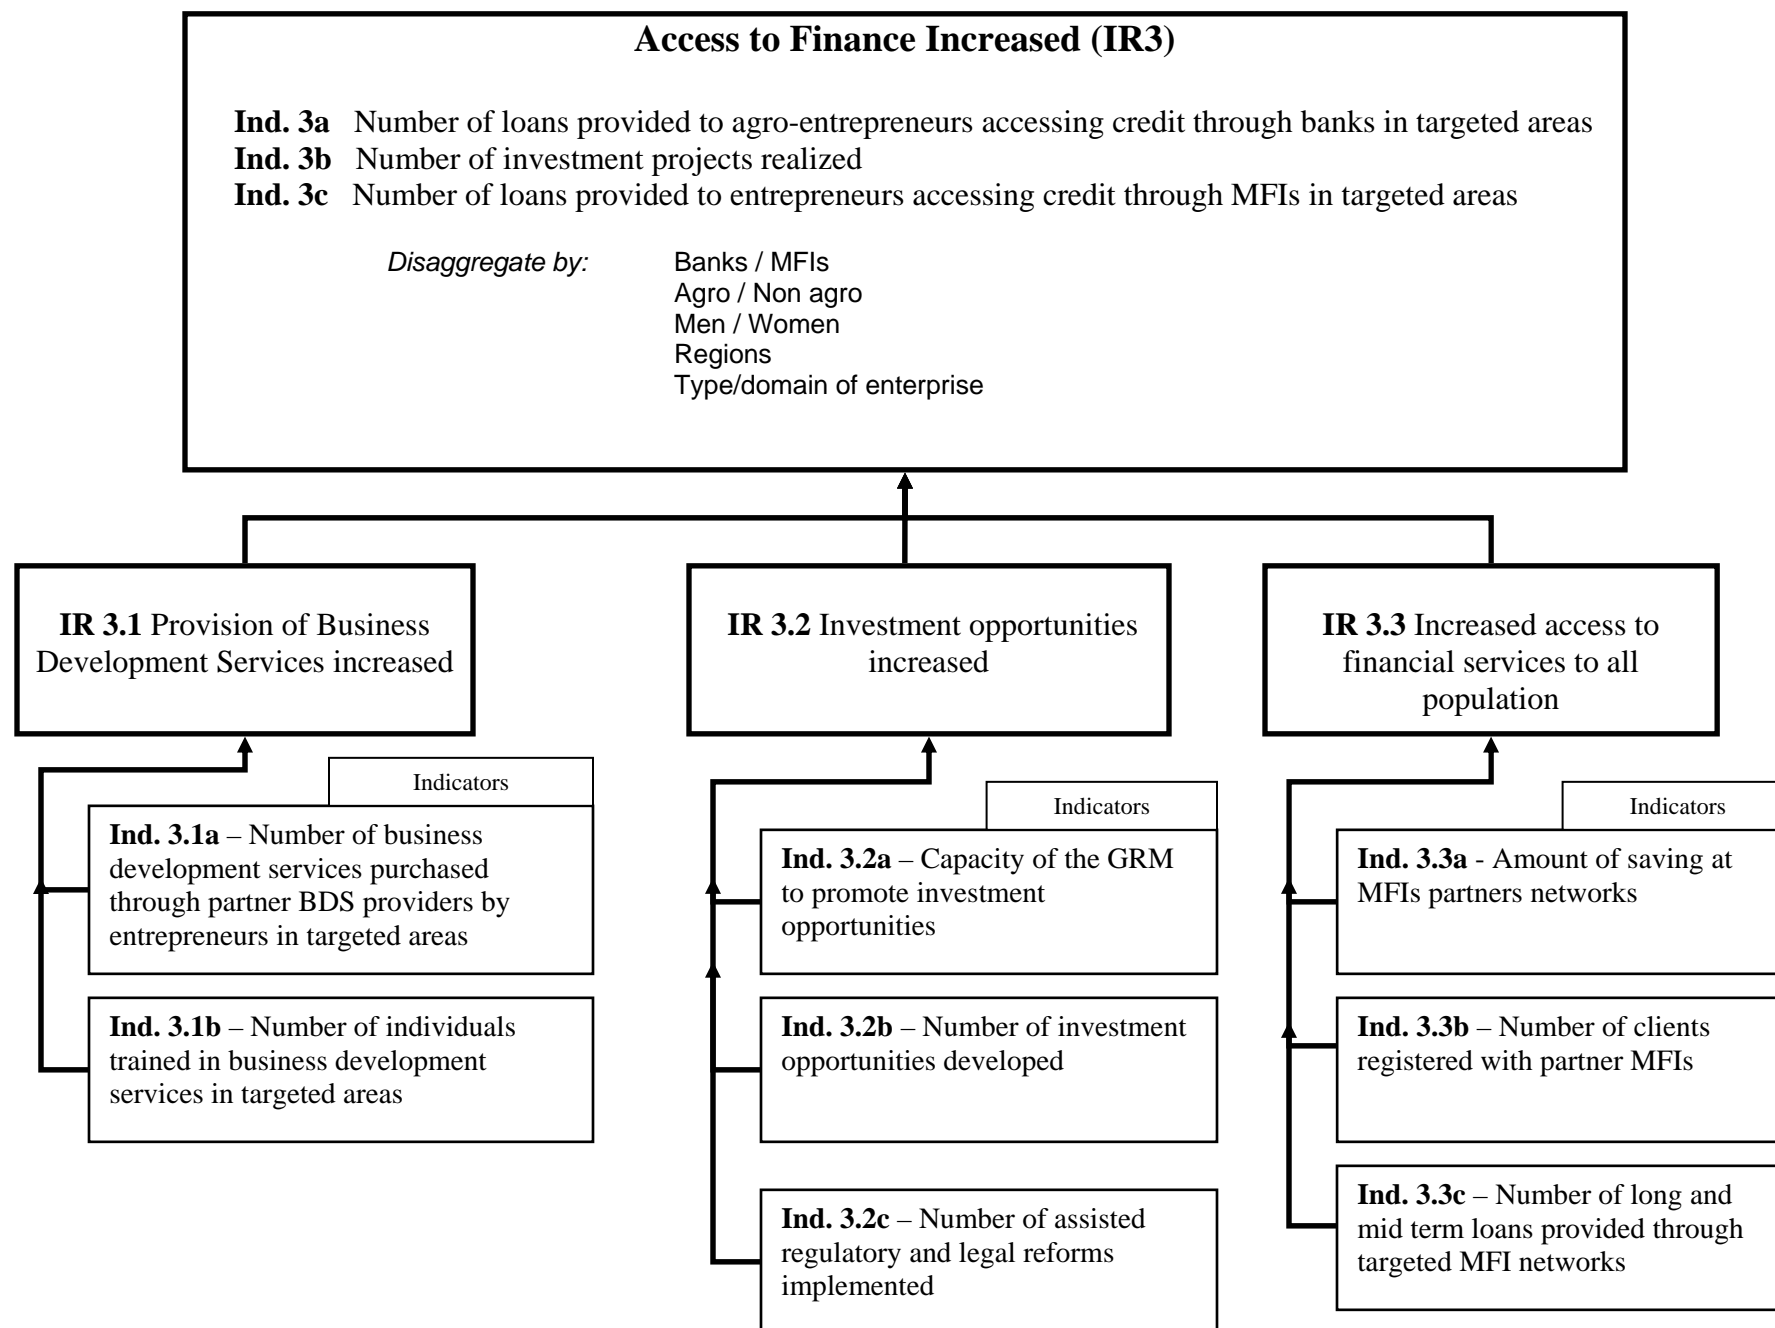 Access to Finance Increased (IR3)
Ind. 3a Number of loans provided to agro-entrepreneurs accessing credit through banks in targeted areas
Ind. 3b Number of investment projects realized
Ind. 3c Number of loans provided to entrepreneurs accessing credit through MFIs in targeted areas
Disaggregate by: Banks / MFIs
Agro / Non agro
Men / Women
Regions
Type/domain of enterprise
IR 3.1 Provision of Business
Development Services increased
IR 3.2 Investment opportunities
increased
IR 3.3 Increased access to
financial services to all
population
Indicators
Ind. 3.1a – Number of business
development services purchased
through partner BDS providers by
entrepreneurs in targeted areas
Ind. 3.1b – Number of individuals
trained in business development
services in targeted areas
Indicators
Ind. 3.2a – Capacity of the GRM
to promote investment
opportunities
Ind. 3.2b – Number of investment
opportunities developed
Ind. 3.2c – Number of assisted
regulatory and legal reforms
implemented
Indicators
Ind. 3.3a - Amount of saving at
MFIs partners networks
Ind. 3.3b – Number of clients
registered with partner MFIs
Ind. 3.3c – Number of long and
mid term loans provided through
targeted MFI networks